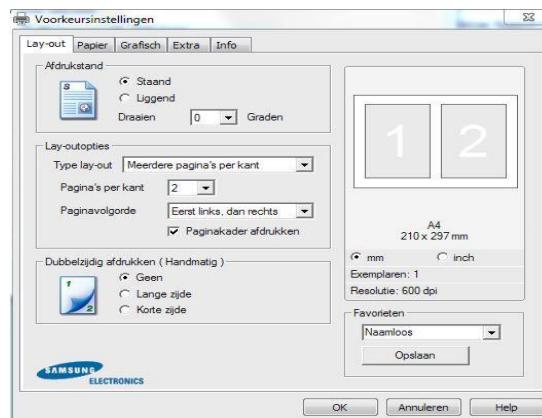 Voorkeursinstellingen
Lay-out Papier Grafisch Extra Info
Afdrukstand
S
Staand
Liggend
Draaien 0 Graden
Lay-outopties
Type lay-out Meerdere pagina's per kant
Pagina's per kant 2
Paginavolgorde Eerst links, dan rechts
Paginakader afdrukken
Dubbelzijdig afdrukken ( Handmatig )
1
2
Geen
Lange zijde
Korte zijde
SAMSUNG
ELECTRONICS
1 2
A4
210 x 297 mm
mm inch
Exemplaren: 1
Resolutie: 600 dpi
Favorieten
Naamloos
Opslaan
OK Annuleren Help